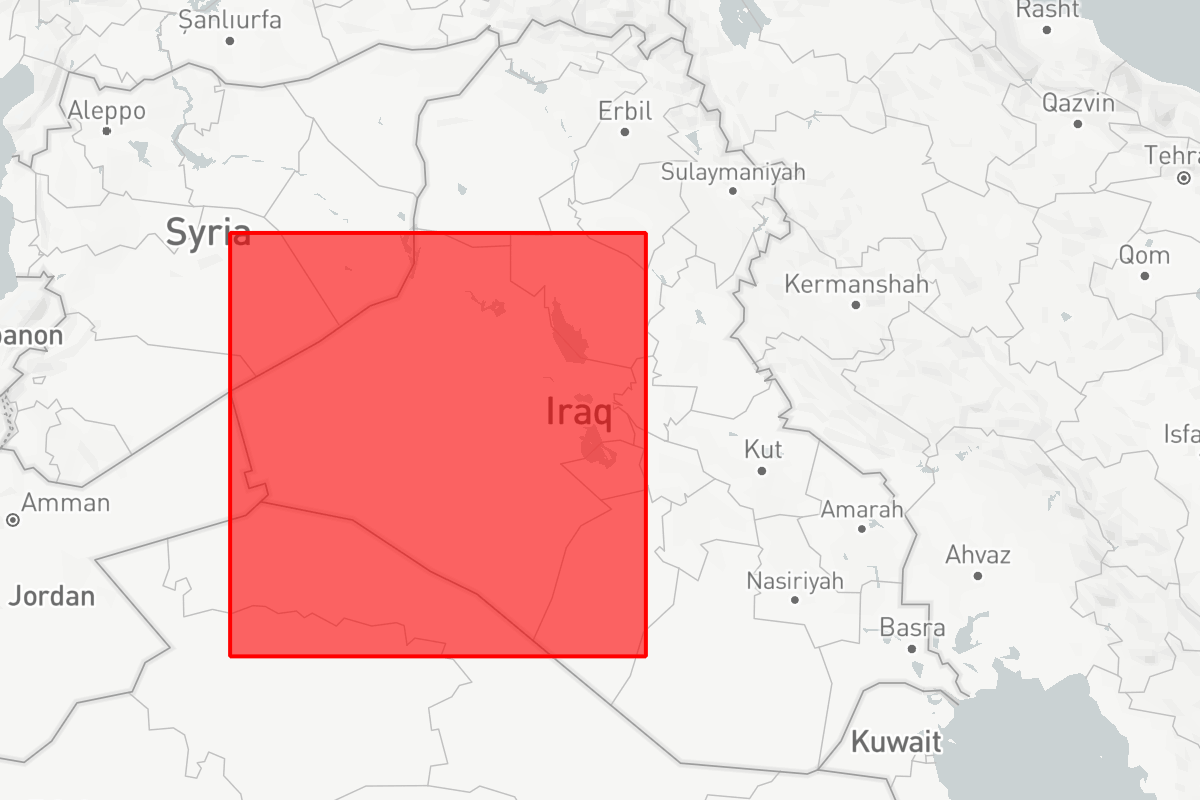 Şanlıurfa
Rasht
Aleppo
Erbil
Qazvin
Tehra
Sulaymaniyah
Syria
Qom
Kermanshah
banon
Iraq
Isfa
Kut
Amman
Amarah
Ahvaz
Nasiriyah
Jordan
Basra
Kuwait